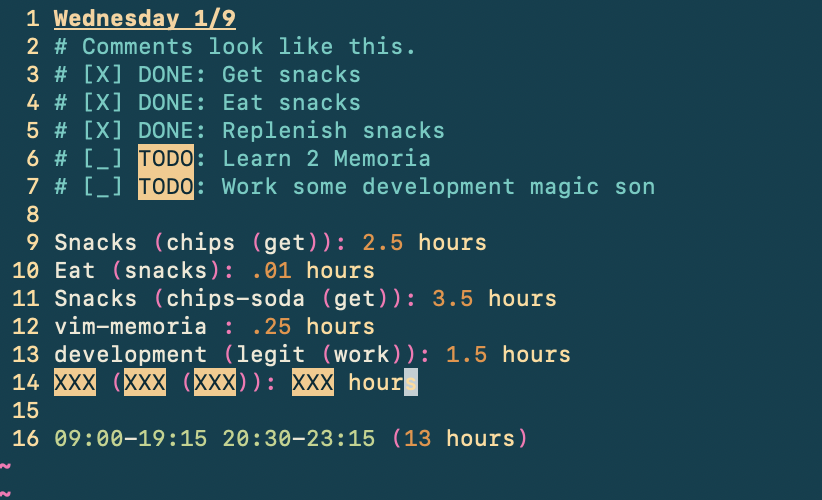 1 Wednesday 1/9
2 # Comments look like this.
3 # [X] DONE: Get snacks
4 # [X] DONE: Eat snacks
5 # [X] DONE: Replenish snacks
6 # [_] TODO: Learn 2 Memoria
7 # [_] TODO: Work some development magic son
8
9 Snacks (chips (get)): 2.5 hours
10 Eat (snacks): .01 hours
11 Snacks (chips-soda (get)): 3.5 hours
12 vim-memoria : .25 hours
13 development (legit (work)): 1.5 hours
14 XXX (XXX (XXX)): XXX hours
15
16 09:00-19:15 20:30-23:15 (13 hours)
~
~